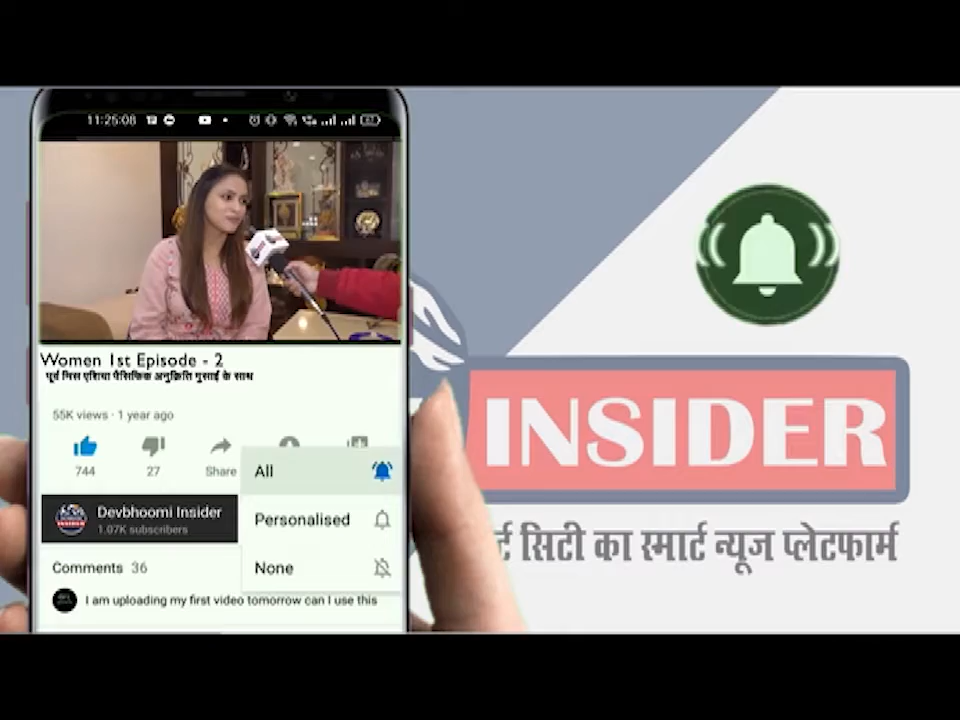 11:25:08
Women 1st Episode - 2
पूर्व मिस एशिया पैसिफिक अनुक्रिति गुसाईं के साथ
55K views · 1 year ago
744
27
Share
All
Personalised
None
Devbhoomi Insider
1.07K subscribers
Comments 36
I am uploading my first video tomorrow can I use this
INSIDER
सिटी का स्मार्ट न्यूज प्लेटफार्म